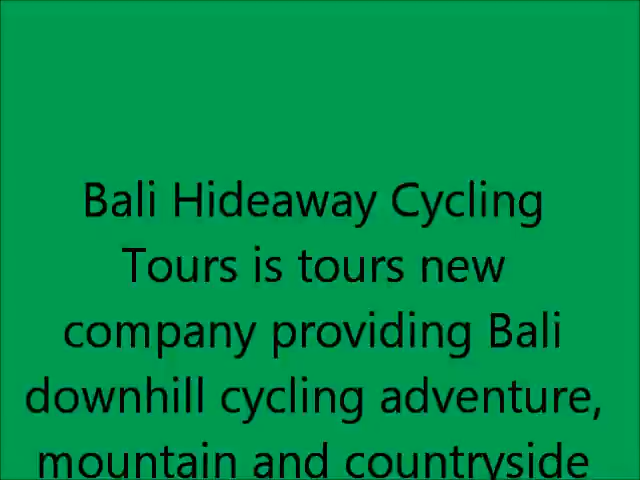 Bali Hideaway Cycling
Tours is tours new
company providing Bali
downhill cycling adventure,
mountain and countryside